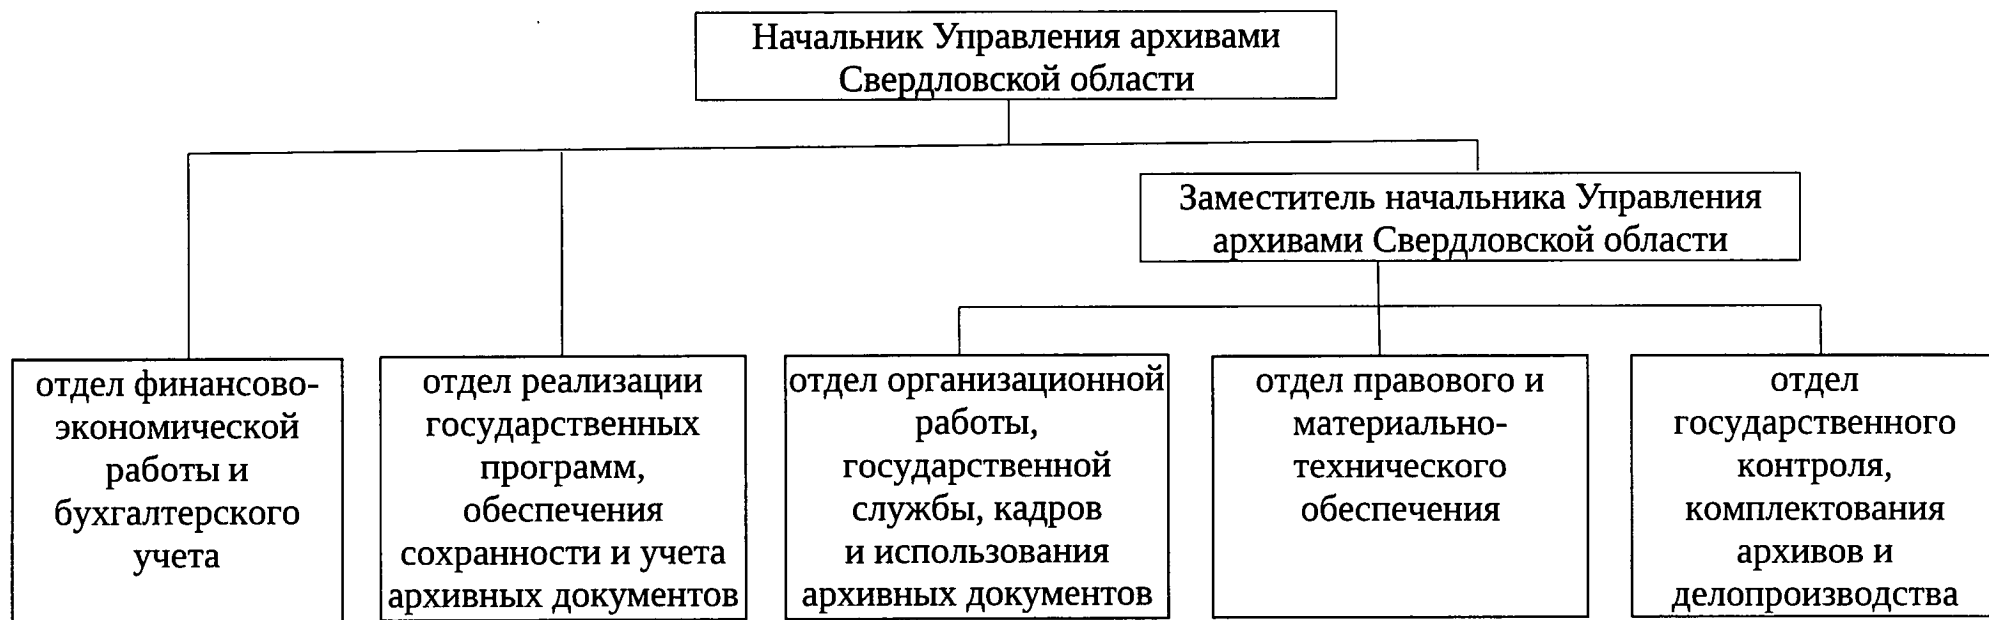 Начальник Управления архивами
Свердловской области
Заместитель начальника Управления
архивами Свердловской области
отдел финансово-
экономической
работы и
бухгалтерского
учета
отдел реализации
государственных
программ,
обеспечения
сохранности и учета
архивных документов
отдел организационной
работы,
государственной
службы, кадров
и использования
архивных документов
отдел правового и
материально-
технического
обеспечения
отдел
государственного
контроля,
комплектования
архивов и
делопроизводства